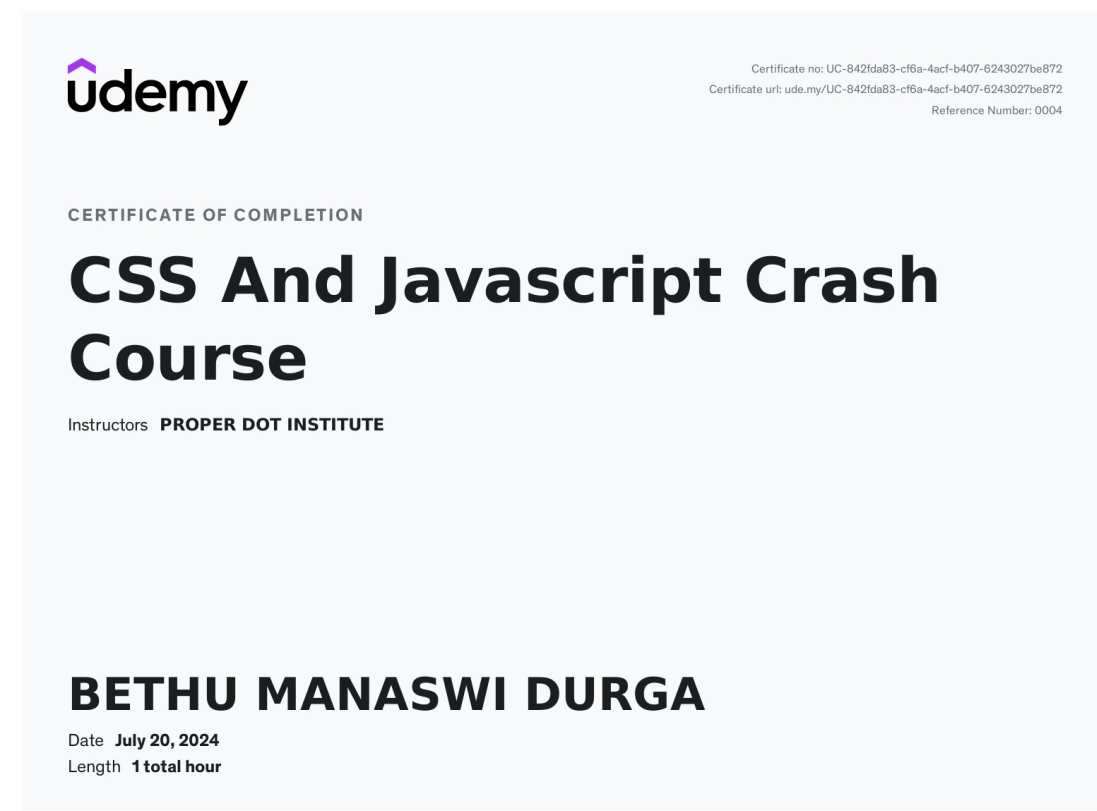 udemy
Certificate no: UC-842fda83-cf6a-4acf-b407-6243027be872
Certificate url: ude.my/UC-842fda83-cf6a-4acf-b407-6243027be872
Reference Number: 0004
CERTIFICATE OF COMPLETION
CSS And Javascript Crash
Course
Instructors PROPER DOT INSTITUTE
BETHU MANASWI DURGA
Date July 20, 2024
Length 1 total hour